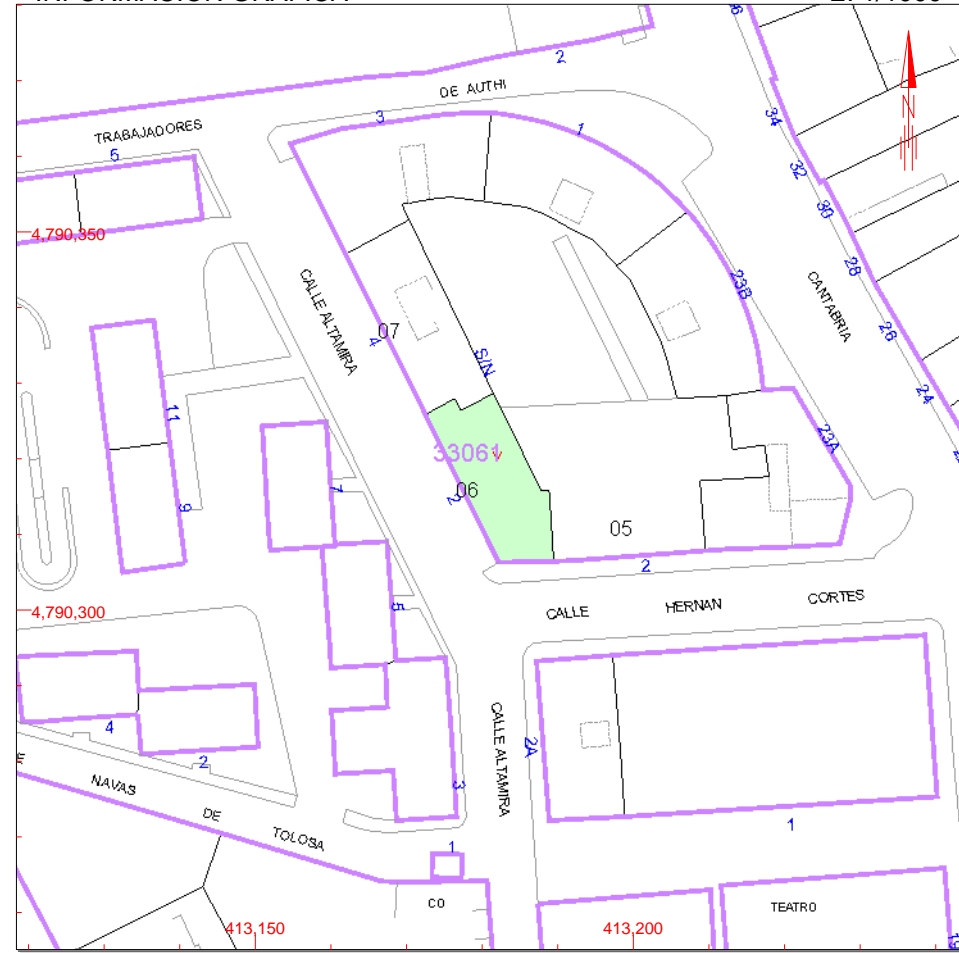 2
DE AUTHI
3
1
TRABAJADORES
5
34
32
30
28
26
24
N
4,790,350
CALLE ALTAMIRA
CANTABRIA
23B
07
4
S/N
11
9
7
33061
v
06
2
23A
05
2
5
4,790,300
CALLE HERNAN CORTES
4
2
CALLE ALTAMIRA
2A
3
NAVAS DE TOLOSA
1
1
CO
TEATRO
413,150
413,200